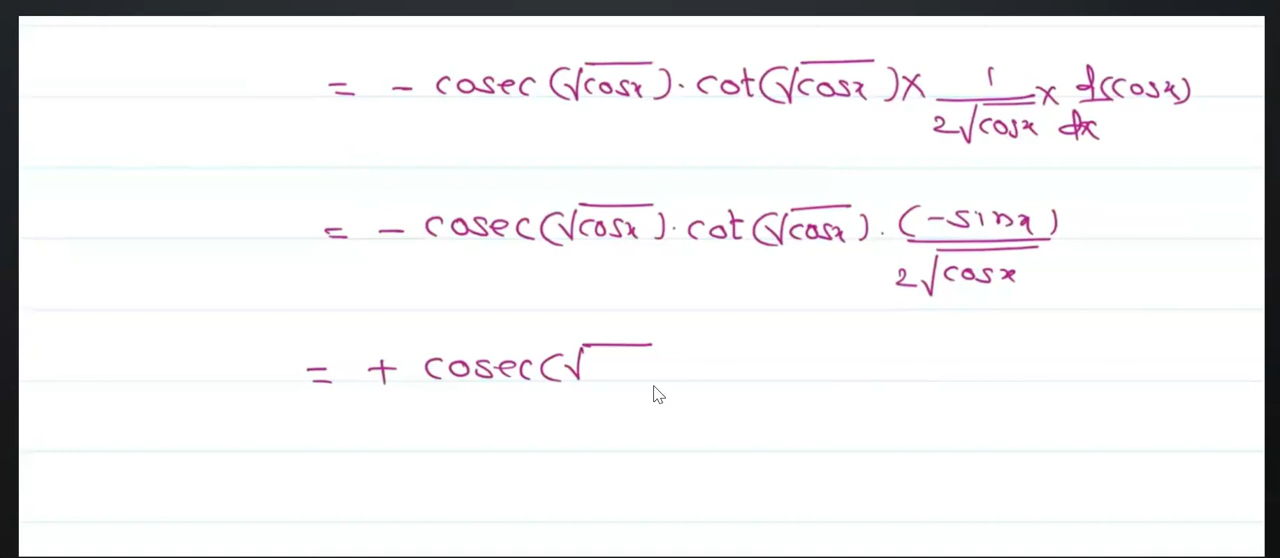 = - cosec (√cosx) . cot (√cosx) × 1/(2√cosx) × d(cosx)/dx
= - cosec (√cosx) . cot (√cosx) . (-sinx)/(2√cosx)
= + cosec (√